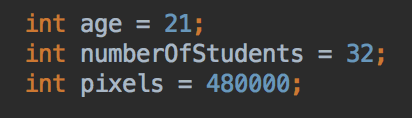 int age = 21;
int numberOfStudents = 32;
int pixels = 480000;